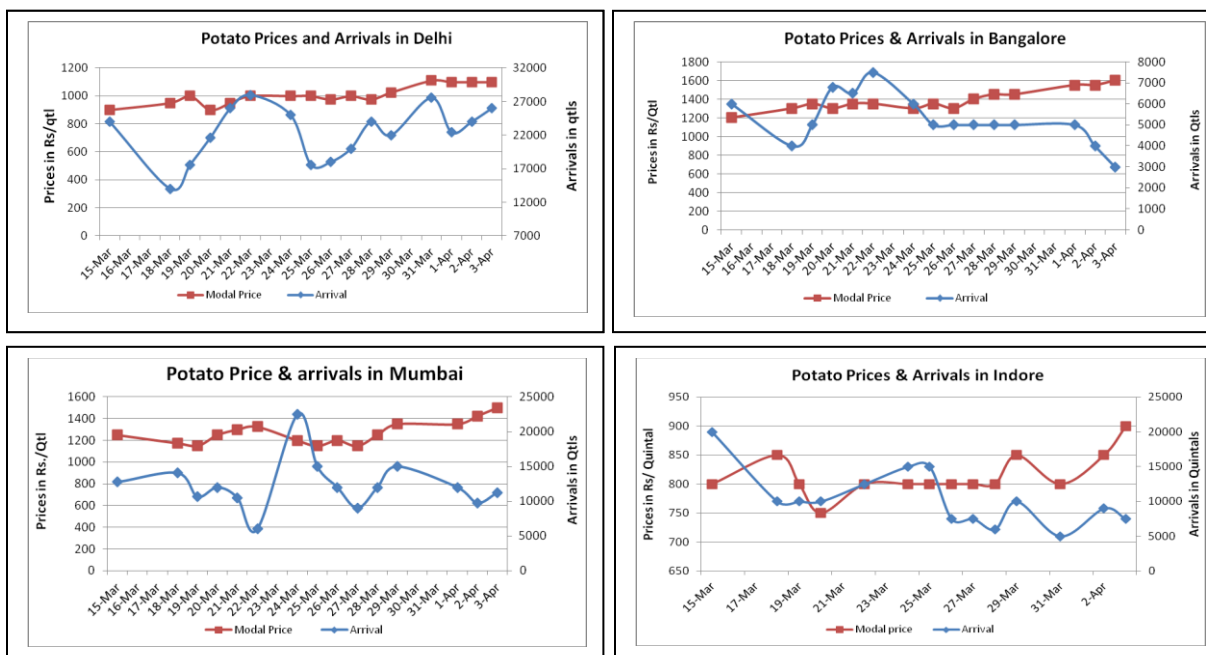 Potato Prices and Arrivals in Delhi
1200
1000
800
600
400
200
0
32000
27000
22000
17000
12000
7000
Prices in Rs/qtl
Arrivals in qtls
15-Mar
16-Mar
17-Mar
18-Mar
19-Mar
20-Mar
21-Mar
22-Mar
23-Mar
24-Mar
25-Mar
26-Mar
27-Mar
28-Mar
29-Mar
30-Mar
31-Mar
1-Apr
2-Apr
3-Apr
Modal Price
Arrival
Potato Prices & Arrivals in Bangalore
1800
1600
1400
1200
1000
800
600
400
200
0
8000
7000
6000
5000
4000
3000
2000
1000
0
Prices in Rs/Qtl
Arrivals in Qtls
15-Mar
16-Mar
17-Mar
18-Mar
19-Mar
20-Mar
21-Mar
22-Mar
23-Mar
24-Mar
25-Mar
26-Mar
27-Mar
28-Mar
29-Mar
30-Mar
31-Mar
1-Apr
2-Apr
3-Apr
Modal Price
Arrival
Potato Price & arrivals in Mumbai
1600
1400
1200
1000
800
600
400
200
0
25000
20000
15000
10000
5000
0
Prices in Rs./Qtl
Arrivals in Qtls
15-Mar
16-Mar
17-Mar
18-Mar
19-Mar
20-Mar
21-Mar
22-Mar
23-Mar
24-Mar
25-Mar
26-Mar
27-Mar
28-Mar
29-Mar
30-Mar
31-Mar
1-Apr
2-Apr
3-Apr
Modal Price
Arrival
Potato Prices & Arrivals in Indore
950
900
850
800
750
700
650
25000
20000
15000
10000
5000
0
Prices in Rs/ Quintal
Arrivals in Quintals
15-Mar
17-Mar
19-Mar
21-Mar
23-Mar
25-Mar
27-Mar
29-Mar
31-Mar
2-Apr
Modal price
Arrival